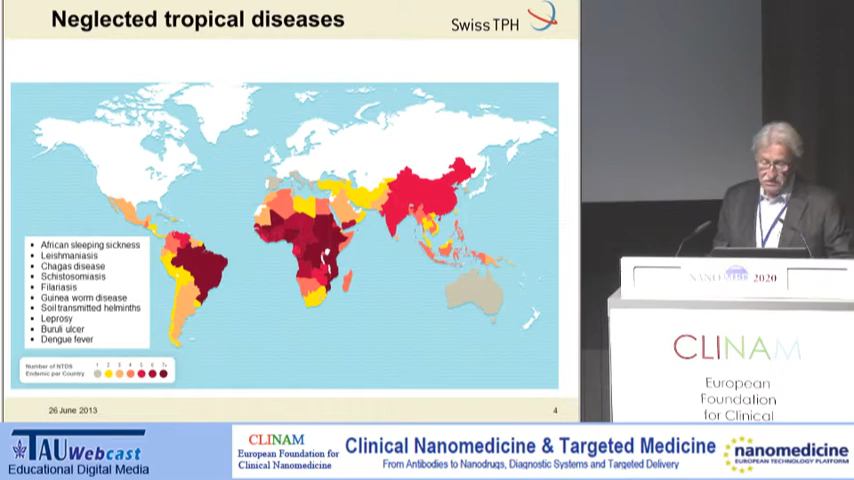 Neglected tropical diseases
Swiss TPH
African sleeping sickness
Leishmaniasis
Chagas disease
Schistosomiasis
Filariasis
Guinea worm disease
Soil transmitted helminths
Leprosy
Buruli ulcer
Dengue fever
Number of NTDS
Endemic per Country
1 2 3 4 5 6 7+
26 June 2013
4
2020
CLINAM
European
Foundation
for Clinical
TAU Webcast
Educational Digital Media
CLINAM
European Foundation for
Clinical Nanomedicine
Clinical Nanomedicine & Targeted Medicine
From Antibodies to Nanodrugs, Diagnostic Systems and Targeted Delivery
nanomedicine
EUROPEAN TECHNOLOGY PLATFORM